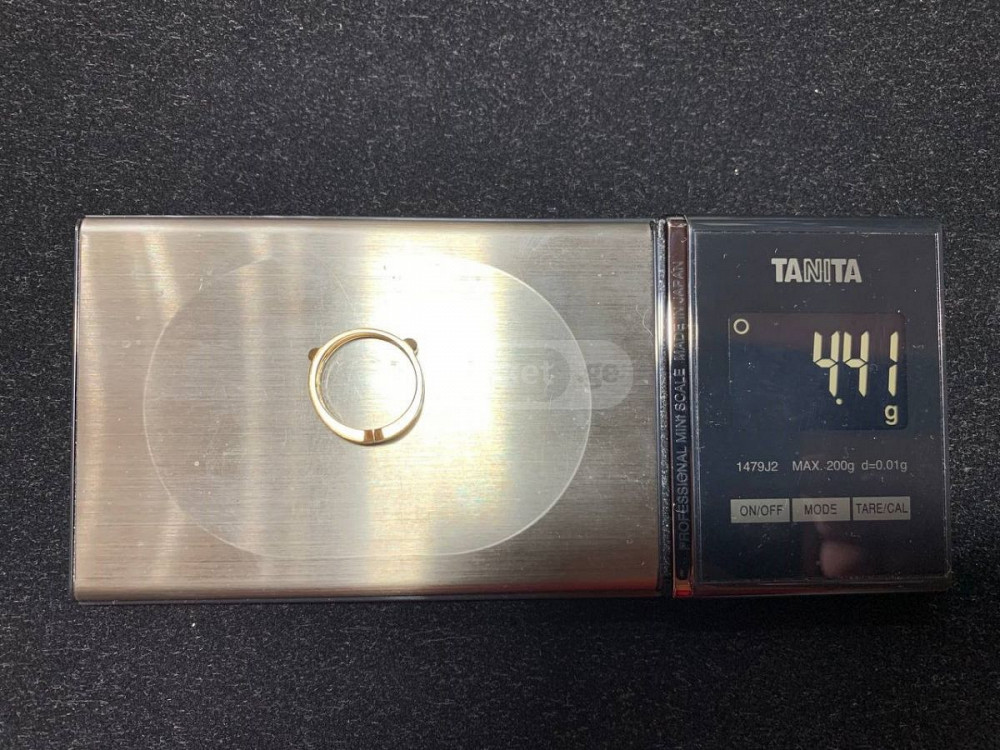 TANITA
4.41
g
1479J2 MAX. 200g d=0.01g
ON/OFF MODE TARE/CAL
PROFESSIONAL MINI SCALE MADE IN JAPAN
.ge